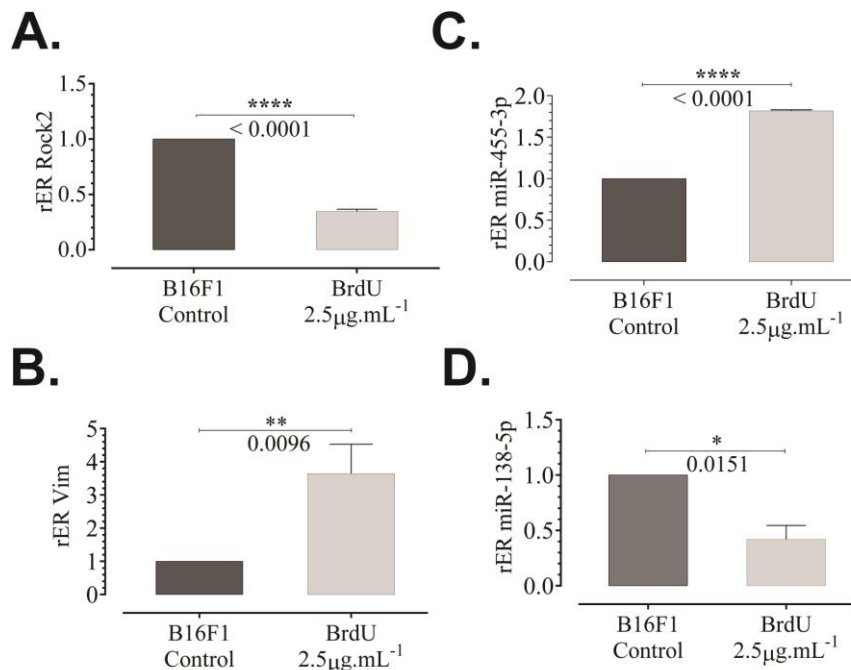 A.
rER Rock2
1.5
1.0
0.5
0.0
****
< 0.0001
B16F1
Control
BrdU
2.5µg.mL⁻¹
B.
rER Vim
5
4
3
2
1
0
**
0.0096
B16F1
Control
BrdU
2.5µg.mL⁻¹
C.
rER miR-455-3p
2.0
1.5
1.0
0.5
0.0
****
< 0.0001
B16F1
Control
BrdU
2.5µg.mL⁻¹
D.
rER miR-138-5p
1.5
1.0
0.5
0.0
*
0.0151
B16F1
Control
BrdU
2.5µg.mL⁻¹